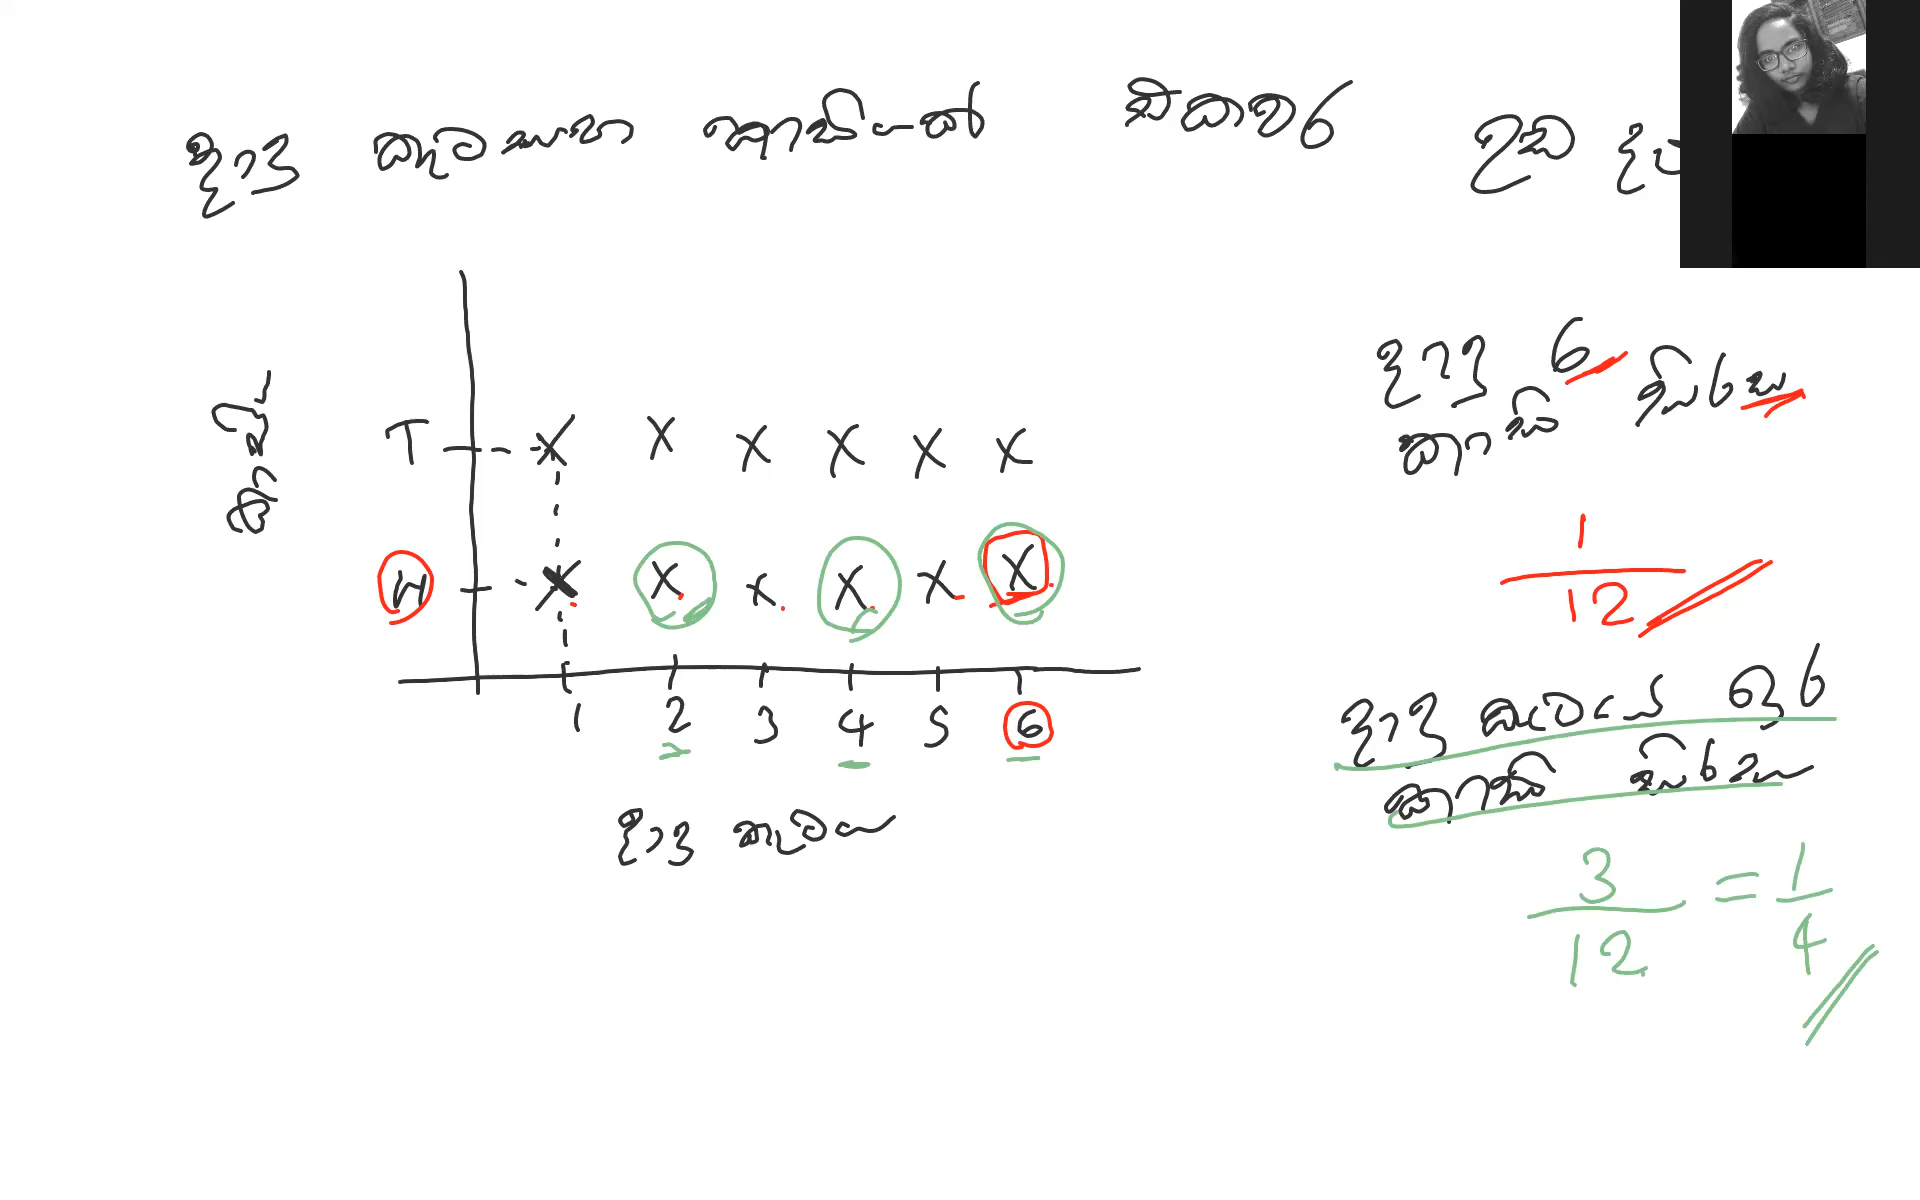 දාදු කැටයක් හා කාසියක් එකවර උඩ ද
කාසිය
T
H
1 2 3 4 5 6
දාදු කැටය
දාදු 6
කාසි සිරස
1/12
දාදු කැටයේ ඉර
කාසි සිරස
3/12 = 1/4